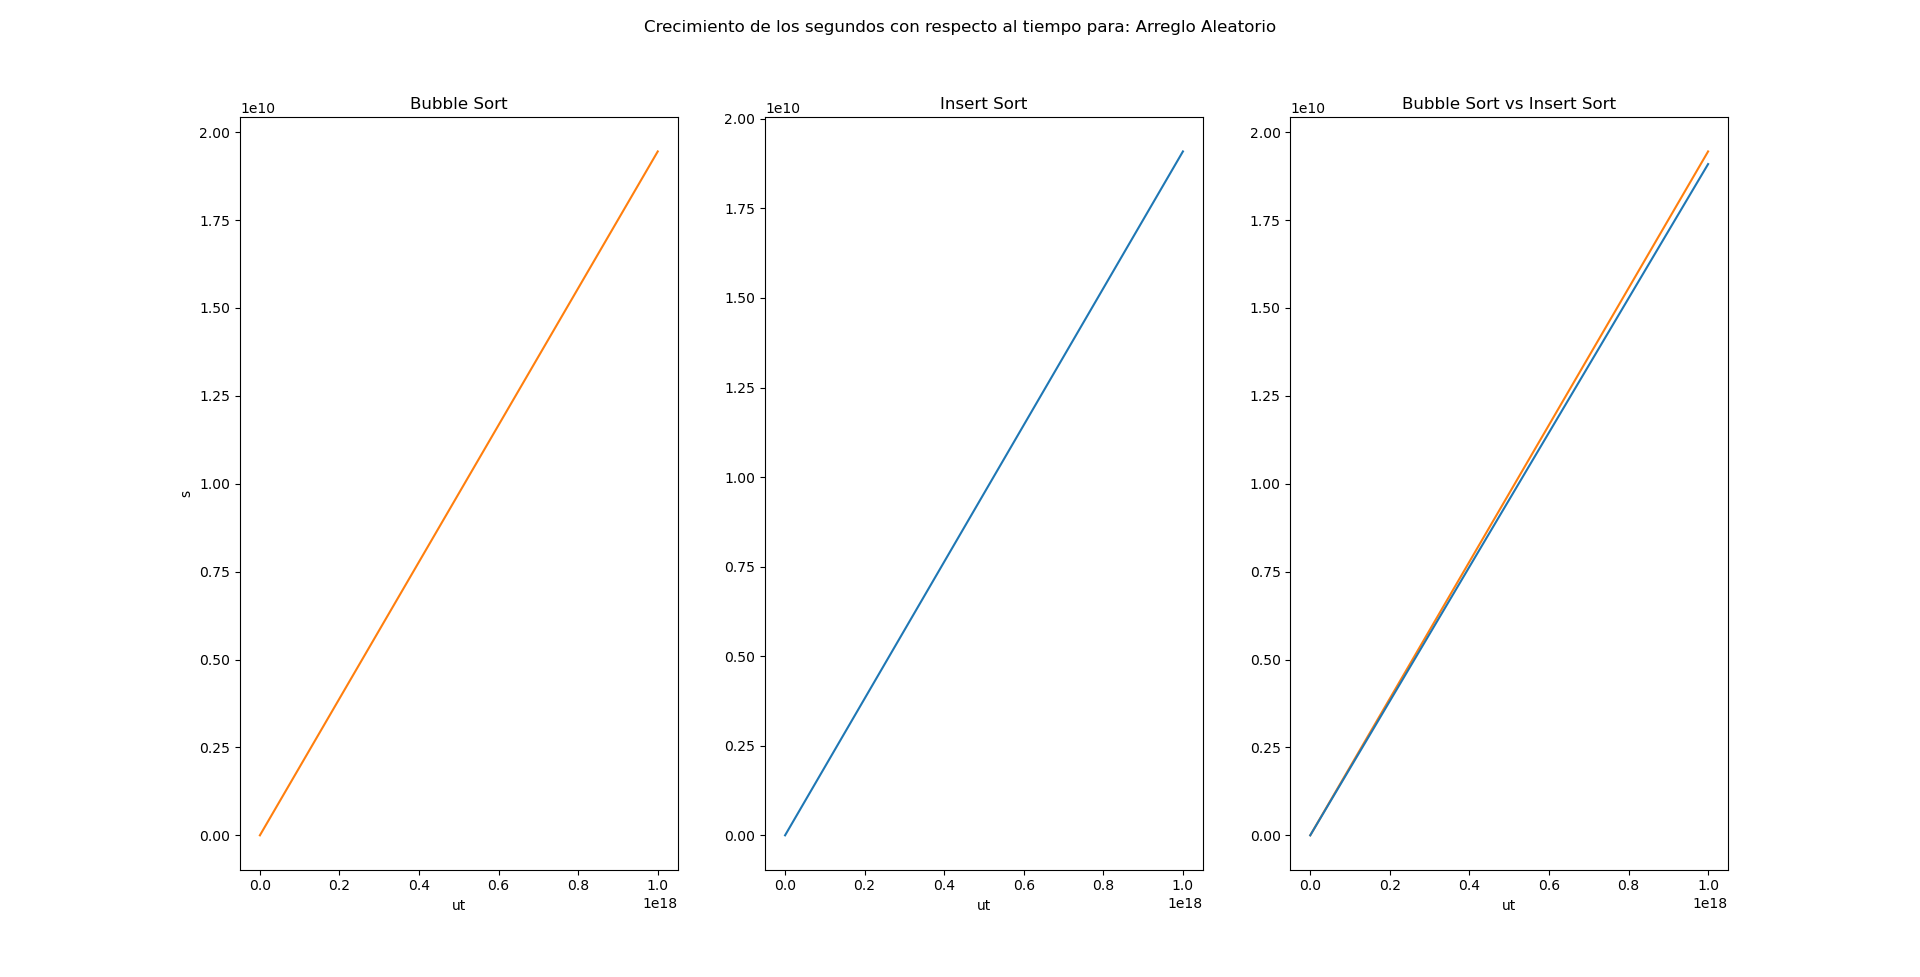 Crecimiento de los segundos con respecto al tiempo para: Arreglo Aleatorio
Bubble Sort
1e10
2.00
1.75
1.50
1.25
1.00
0.75
0.50
0.25
0.00
s
0.0 0.2 0.4 0.6 0.8 1.0
1e18
ut
Insert Sort
1e10
2.00
1.75
1.50
1.25
1.00
0.75
0.50
0.25
0.00
0.0 0.2 0.4 0.6 0.8 1.0
1e18
ut
Bubble Sort vs Insert Sort
1e10
2.00
1.75
1.50
1.25
1.00
0.75
0.50
0.25
0.00
0.0 0.2 0.4 0.6 0.8 1.0
1e18
ut